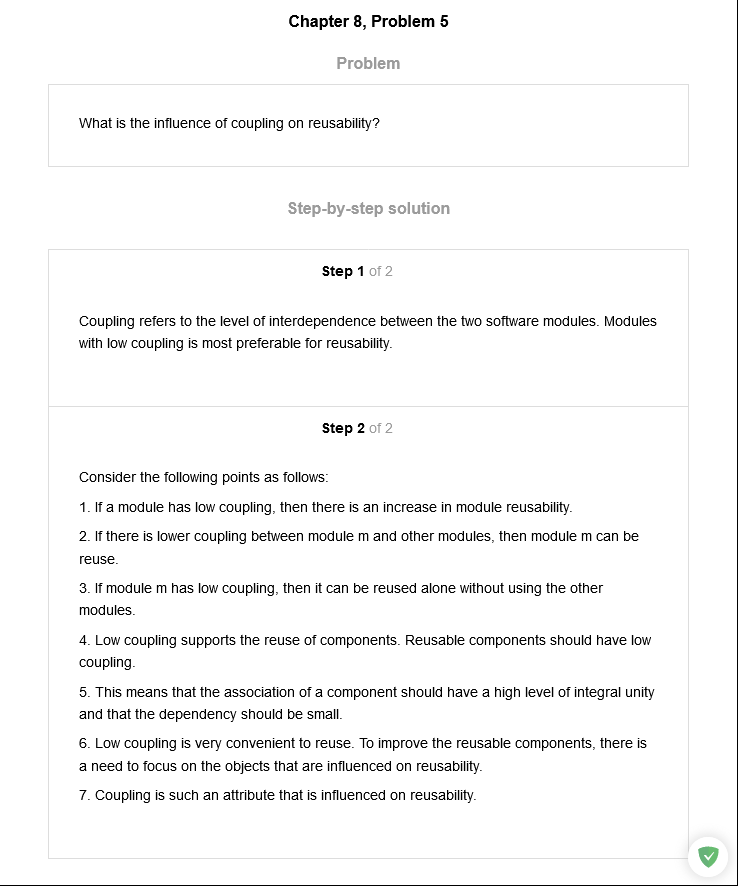 Chapter 8, Problem 5
Problem
What is the influence of coupling on reusability?
Step-by-step solution
Step 1 of 2
Coupling refers to the level of interdependence between the two software modules. Modules
with low coupling is most preferable for reusability.
Step 2 of 2
Consider the following points as follows:
1. If a module has low coupling, then there is an increase in module reusability.
2. If there is lower coupling between module m and other modules, then module m can be
reuse.
3. If module m has low coupling, then it can be reused alone without using the other
modules.
4. Low coupling supports the reuse of components. Reusable components should have low
coupling.
5. This means that the association of a component should have a high level of integral unity
and that the dependency should be small.
6. Low coupling is very convenient to reuse. To improve the reusable components, there is
a need to focus on the objects that are influenced on reusability.
7. Coupling is such an attribute that is influenced on reusability.